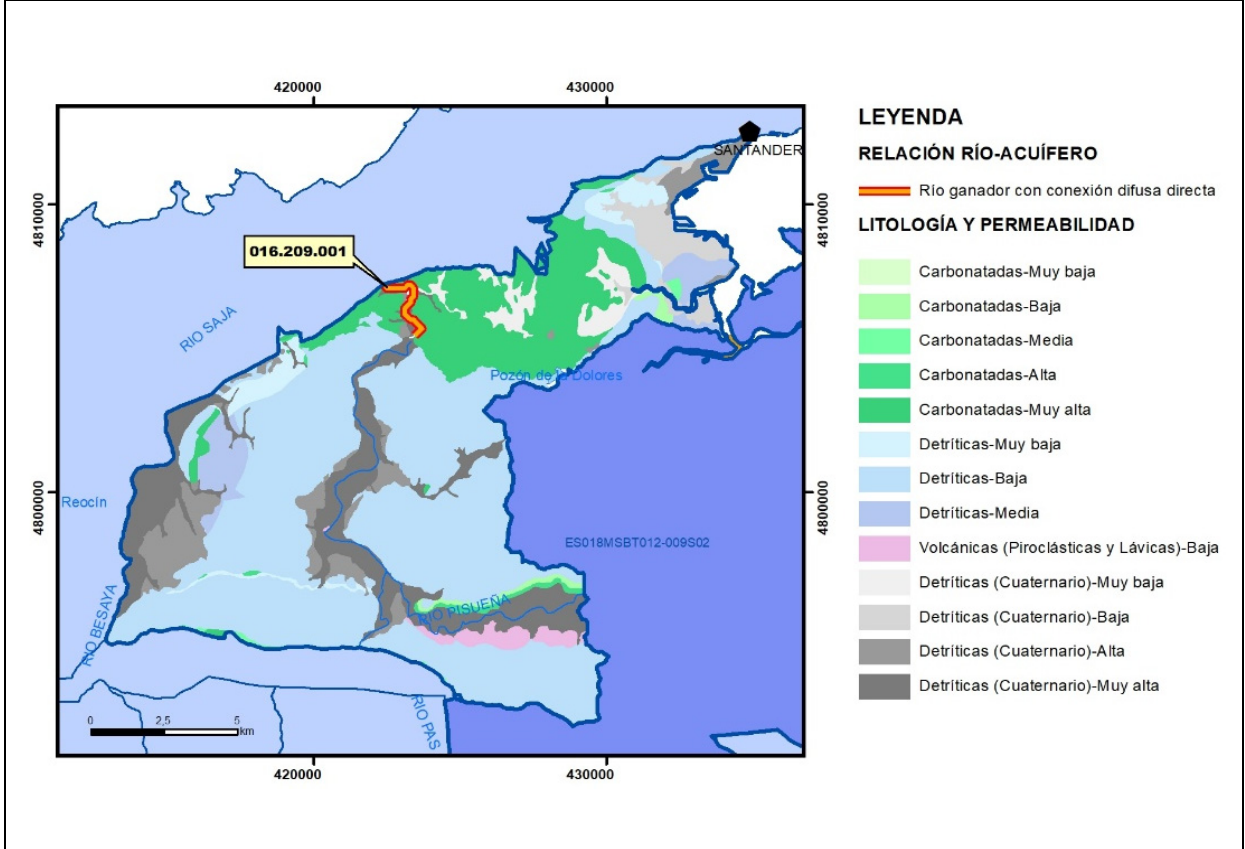 420000
430000
SANTANDER
4810000
4810000
016.209.001
RIO SAJA
Pozón de la Dolores
4800000
4800000
Reocín
ES018MSBT012-009S02
RIO BESAYA
RIO PISUEÑA
RIO PAS
0 2,5 5
km
420000
430000
LEYENDA
RELACIÓN RÍO-ACUÍFERO
Río ganador con conexión difusa directa
LITOLOGÍA Y PERMEABILIDAD
Carbonatadas-Muy baja
Carbonatadas-Baja
Carbonatadas-Media
Carbonatadas-Alta
Carbonatadas-Muy alta
Detríticas-Muy baja
Detríticas-Baja
Detríticas-Media
Volcánicas (Piroclásticas y Lávicas)-Baja
Detríticas (Cuaternario)-Muy baja
Detríticas (Cuaternario)-Baja
Detríticas (Cuaternario)-Alta
Detríticas (Cuaternario)-Muy alta